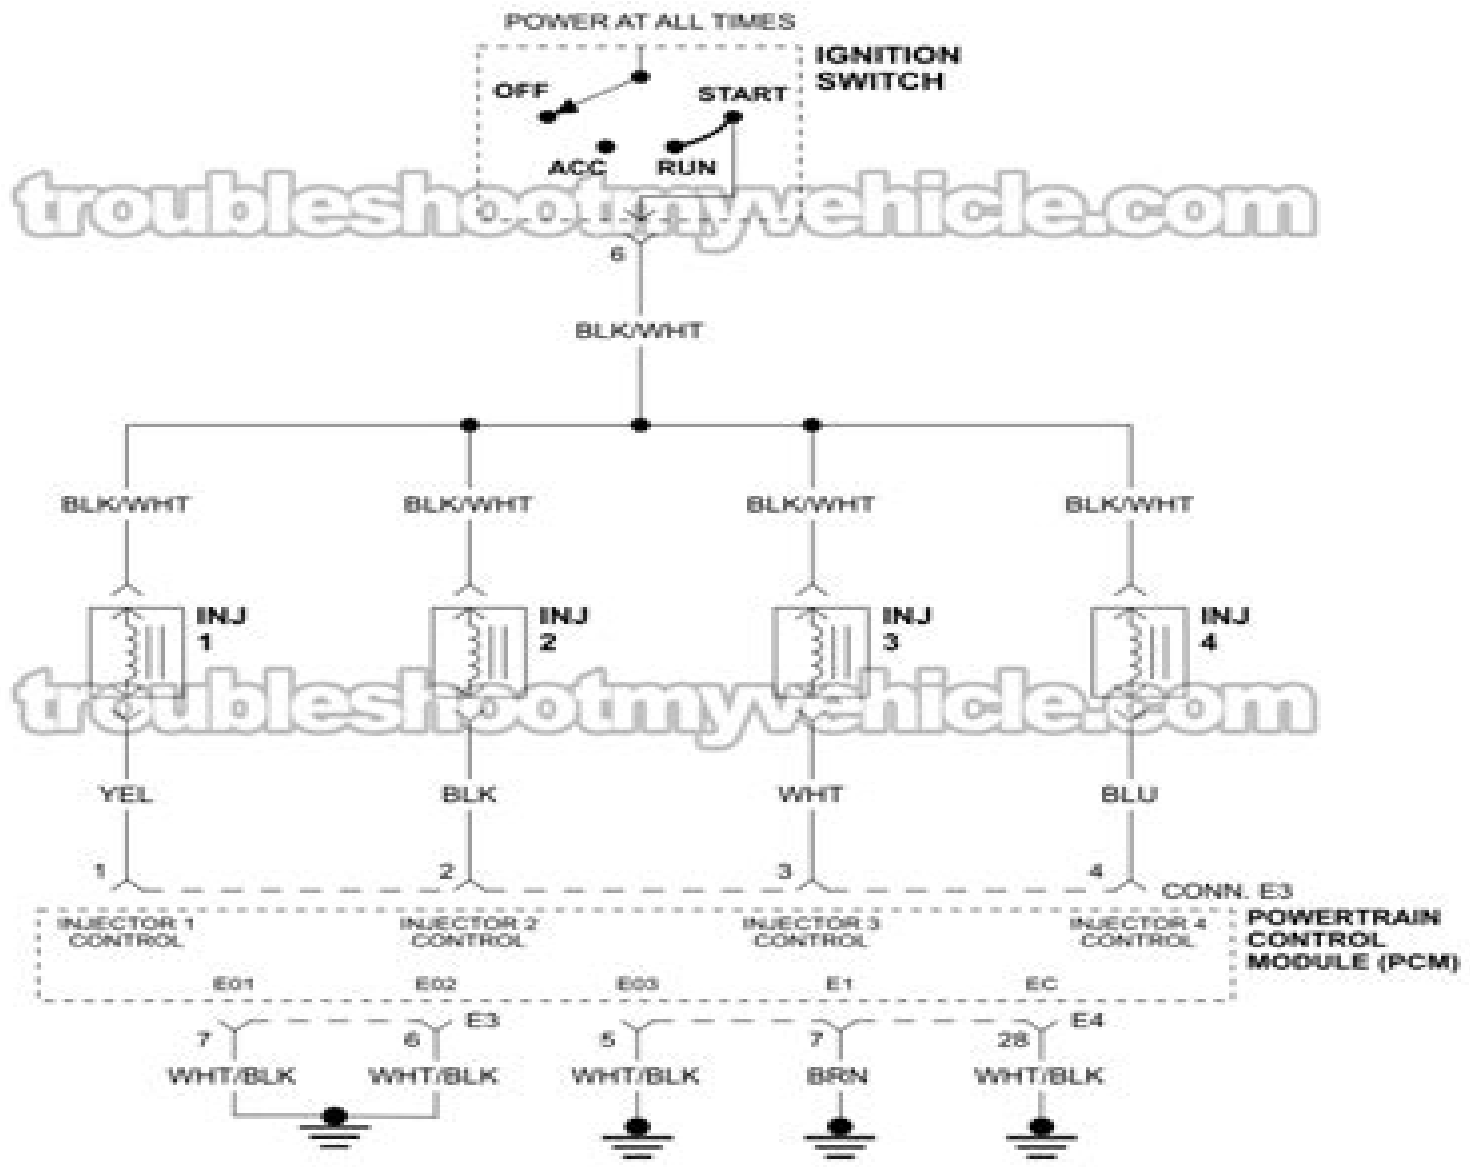 POWER AT ALL TIMES
IGNITION
SWITCH
OFF
START
ACC
RUN
troubleshootmyvehicle.com
6
BLK/WHT
BLK/WHT
BLK/WHT
BLK/WHT
BLK/WHT
INJ
1
INJ
2
INJ
3
INJ
4
troubleshootmyvehicle.com
YEL
BLK
WHT
BLU
1
2
3
4
CONN. E3
INJECTOR 1
CONTROL
INJECTOR 2
CONTROL
INJECTOR 3
CONTROL
INJECTOR 4
CONTROL
POWERTRAIN
CONTROL
MODULE (PCM)
E01
E02
E03
E1
EC
7
6
E3
5
7
28
E4
WHT/BLK
WHT/BLK
WHT/BLK
BRN
WHT/BLK